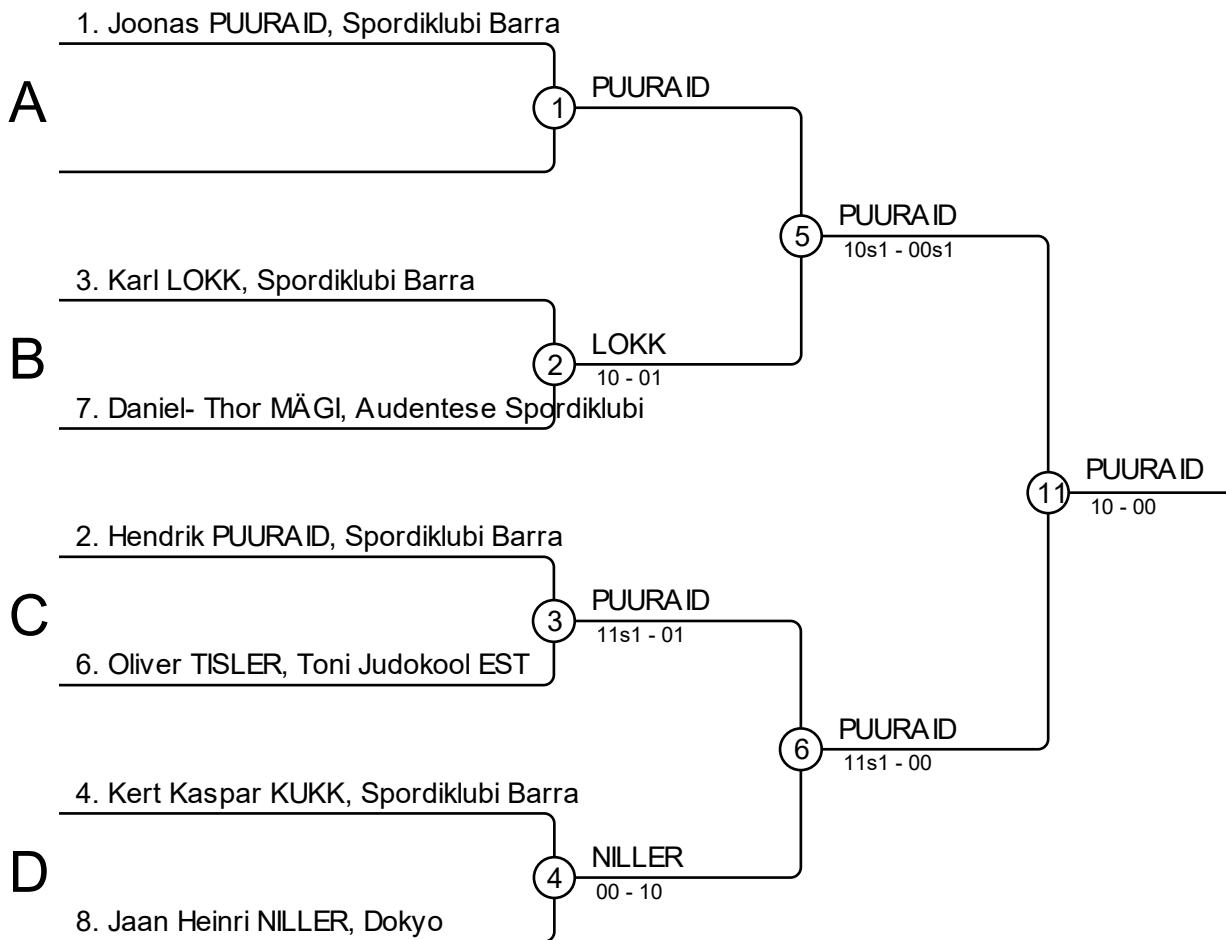 1. Joonas PUURAID, Spordiklubi Barra
A
1
PUURAID
5
PUURAID
10s1 - 00s1
3. Karl LOKK, Spordiklubi Barra
B
2
LOKK
10 - 01
7. Daniel- Thor MÄGI, Audentese Spordiklubi
11
PUURAID
10 - 00
2. Hendrik PUURAID, Spordiklubi Barra
C
3
PUURAID
11s1 - 01
6. Oliver TISLER, Toni Judokool EST
6
PUURAID
11s1 - 00
4. Kert Kaspar KUKK, Spordiklubi Barra
D
4
NILLER
00 - 10
8. Jaan Heinri NILLER, Dokyo